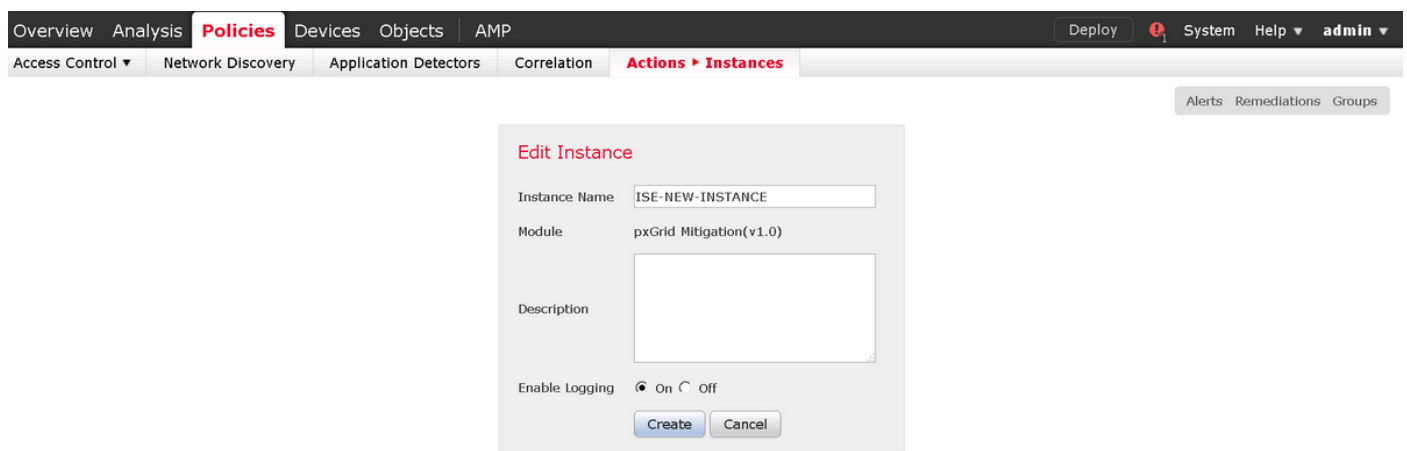 Overview Analysis Policies Devices Objects AMP Deploy 1 System Help ▼ admin ▼
Access Control ▼ Network Discovery Application Detectors Correlation Actions ▸ Instances
Alerts Remediations Groups
Edit Instance
Instance Name ISE-NEW-INSTANCE
Module pxGrid Mitigation(v1.0)
Description
Enable Logging On Off
Create Cancel